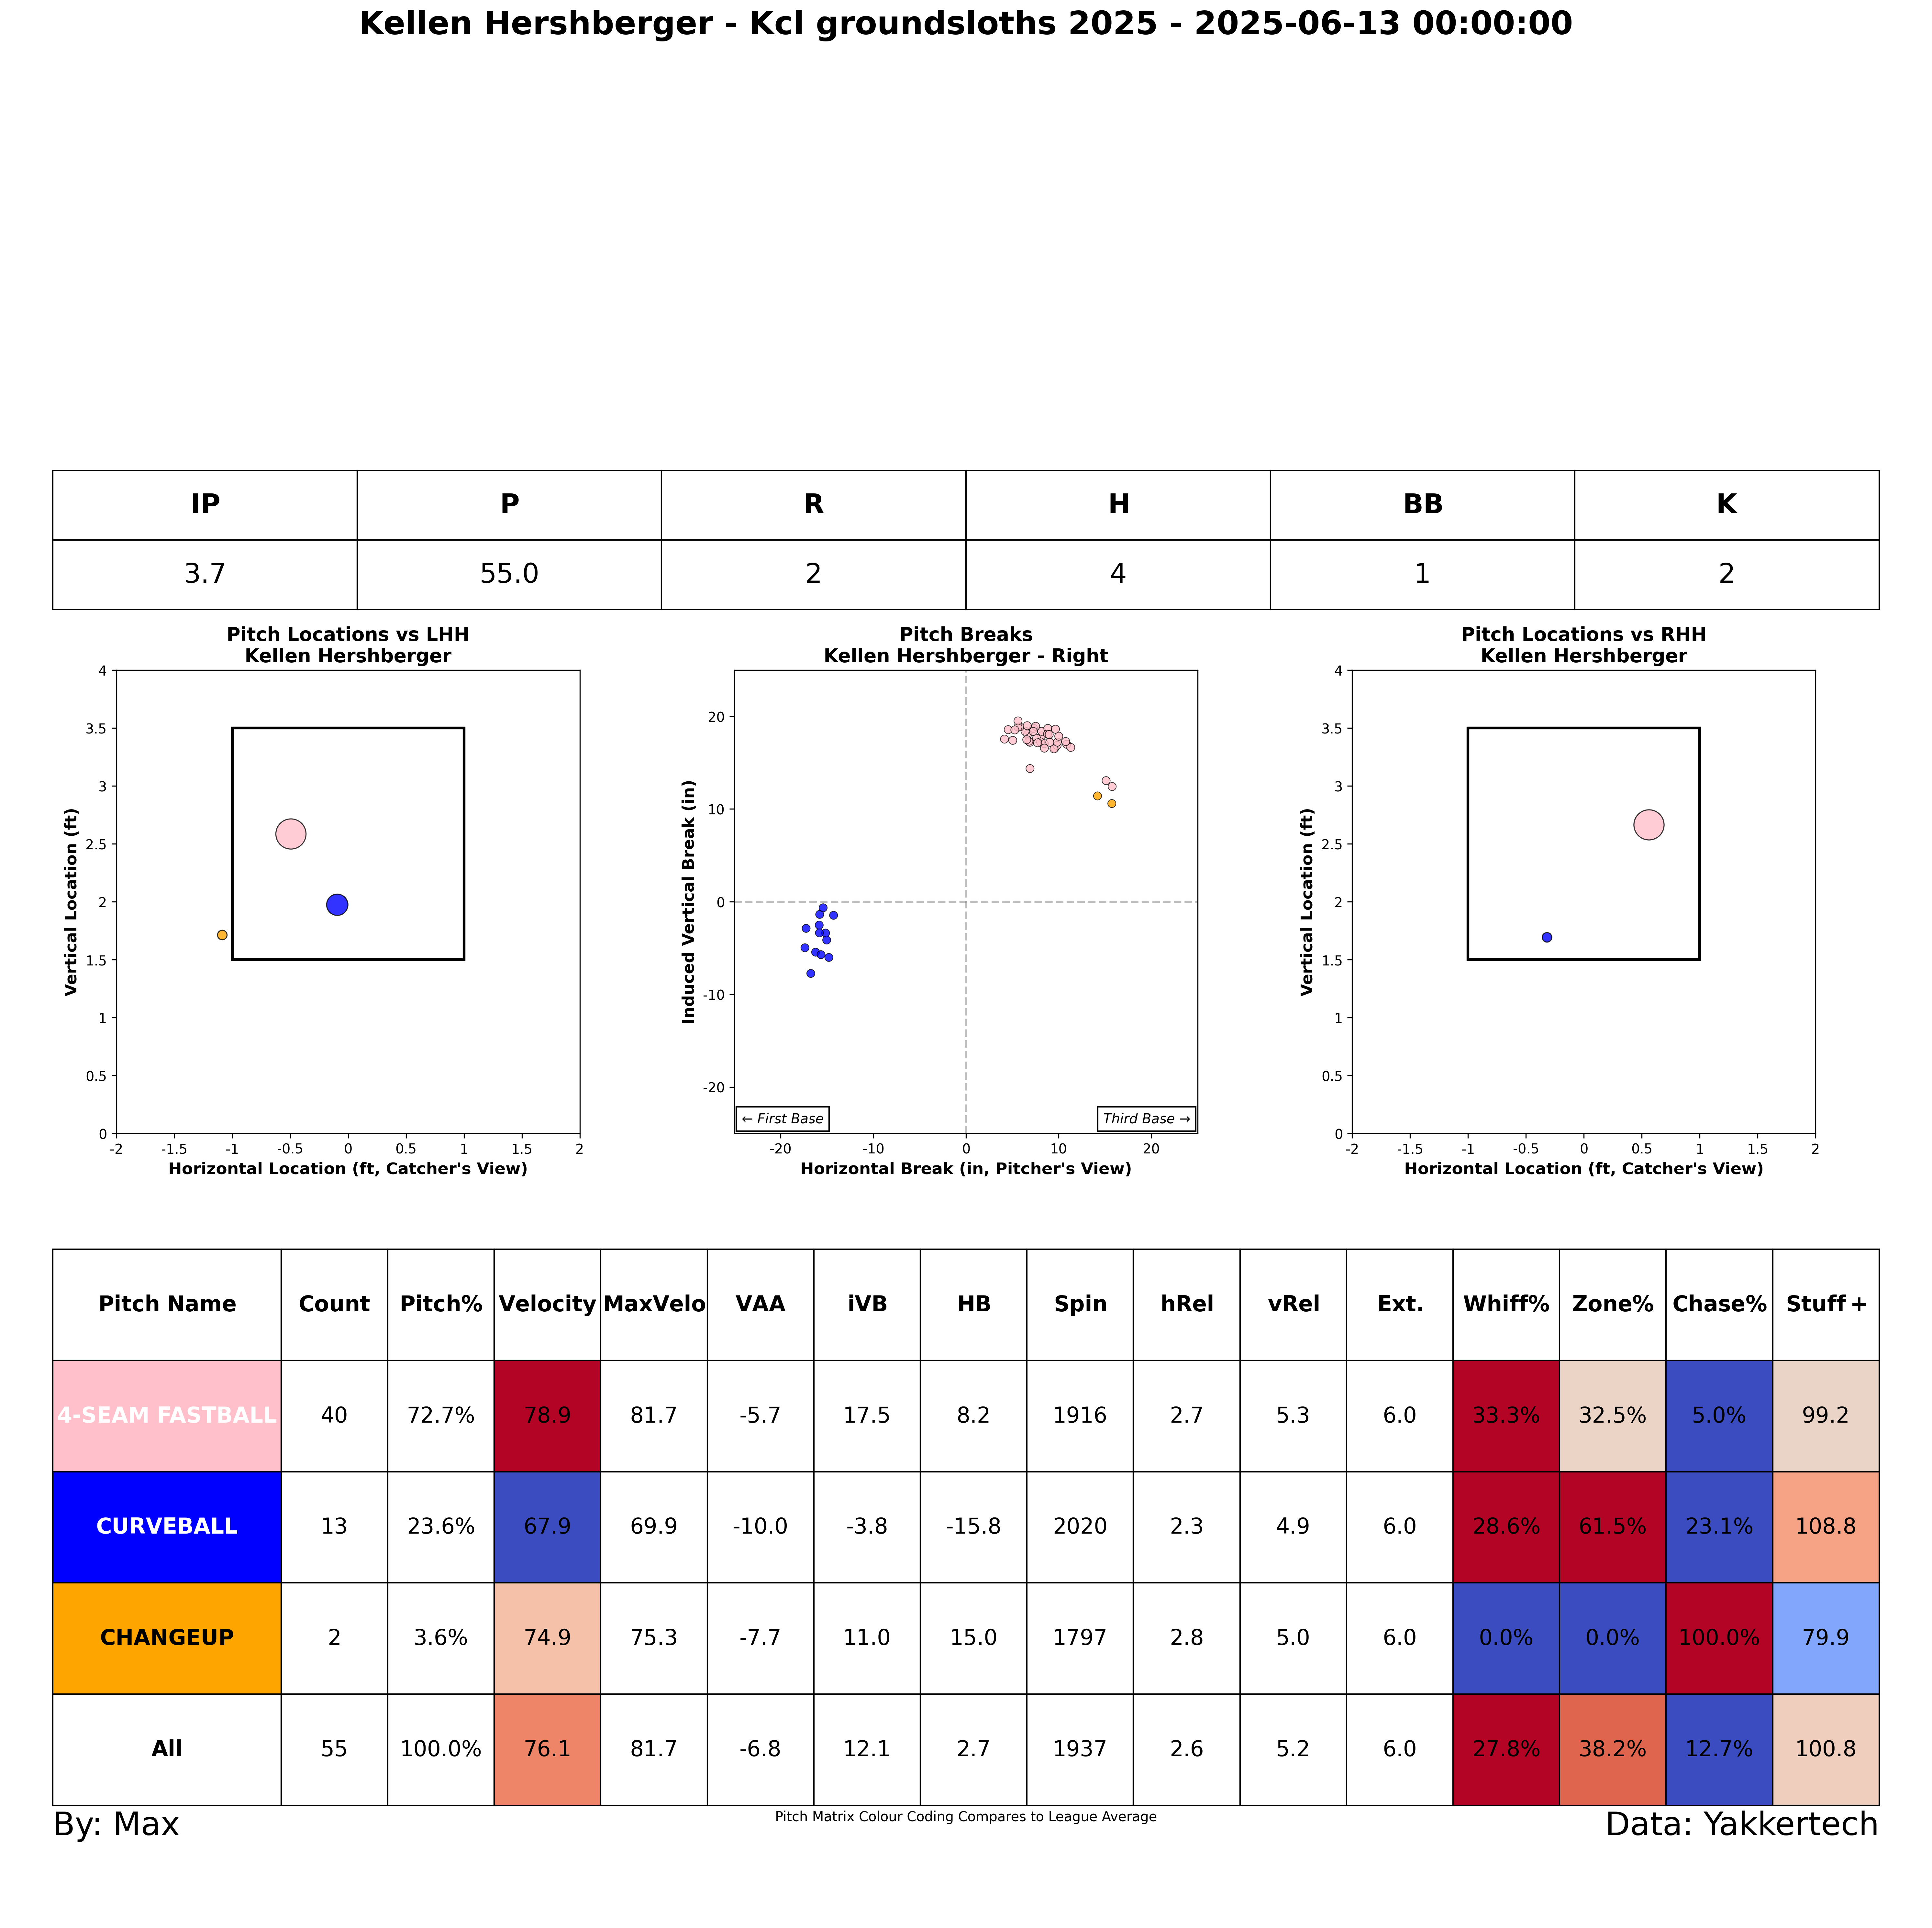 Kellen Hershberger - Kcl groundsloths 2025 - 2025-06-13 00:00:00
IP P R H BB K
3.7 55.0 2 4 1 2
Pitch Locations vs LHH
Kellen Hershberger
4
3.5
3
2.5
2
1.5
1
0.5
0
-2 -1.5 -1 -0.5 0 0.5 1 1.5 2
Vertical Location (ft)
Horizontal Location (ft, Catcher's View)
Pitch Breaks
Kellen Hershberger - Right
20
10
0
-10
-20
← First Base Third Base →
-20 -10 0 10 20
Induced Vertical Break (in)
Horizontal Break (in, Pitcher's View)
Pitch Locations vs RHH
Kellen Hershberger
4
3.5
3
2.5
2
1.5
1
0.5
0
-2 -1.5 -1 -0.5 0 0.5 1 1.5 2
Vertical Location (ft)
Horizontal Location (ft, Catcher's View)
Pitch Name Count Pitch% Velocity MaxVelo VAA iVB HB Spin hRel vRel Ext. Whiff% Zone% Chase% Stuff+
4-SEAM FASTBALL 40 72.7% 78.9 81.7 -5.7 17.5 8.2 1916 2.7 5.3 6.0 33.3% 32.5% 5.0% 99.2
CURVEBALL 13 23.6% 67.9 69.9 -10.0 -3.8 -15.8 2020 2.3 4.9 6.0 28.6% 61.5% 23.1% 108.8
CHANGEUP 2 3.6% 74.9 75.3 -7.7 11.0 15.0 1797 2.8 5.0 6.0 0.0% 0.0% 100.0% 79.9
All 55 100.0% 76.1 81.7 -6.8 12.1 2.7 1937 2.6 5.2 6.0 27.8% 38.2% 12.7% 100.8
By: Max
Pitch Matrix Colour Coding Compares to League Average
Data: Yakkertech